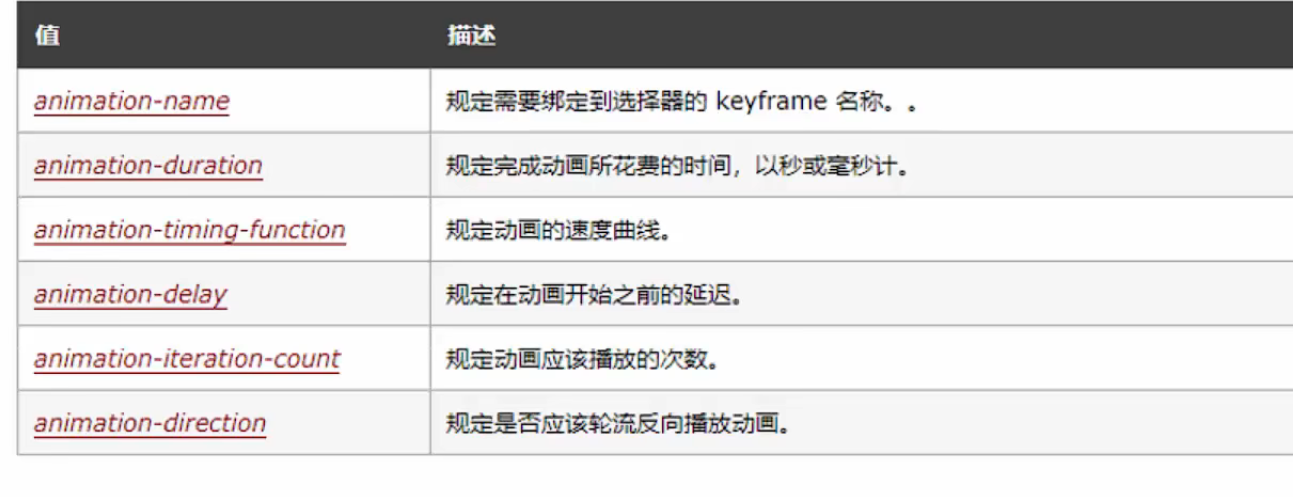 值 描述
animation-name 规定需要绑定到选择器的 keyframe 名称。。
animation-duration 规定完成动画所花费的时间，以秒或毫秒计。
animation-timing-function 规定动画的速度曲线。
animation-delay 规定在动画开始之前的延迟。
animation-iteration-count 规定动画应该播放的次数。
animation-direction 规定是否应该轮流反向播放动画。